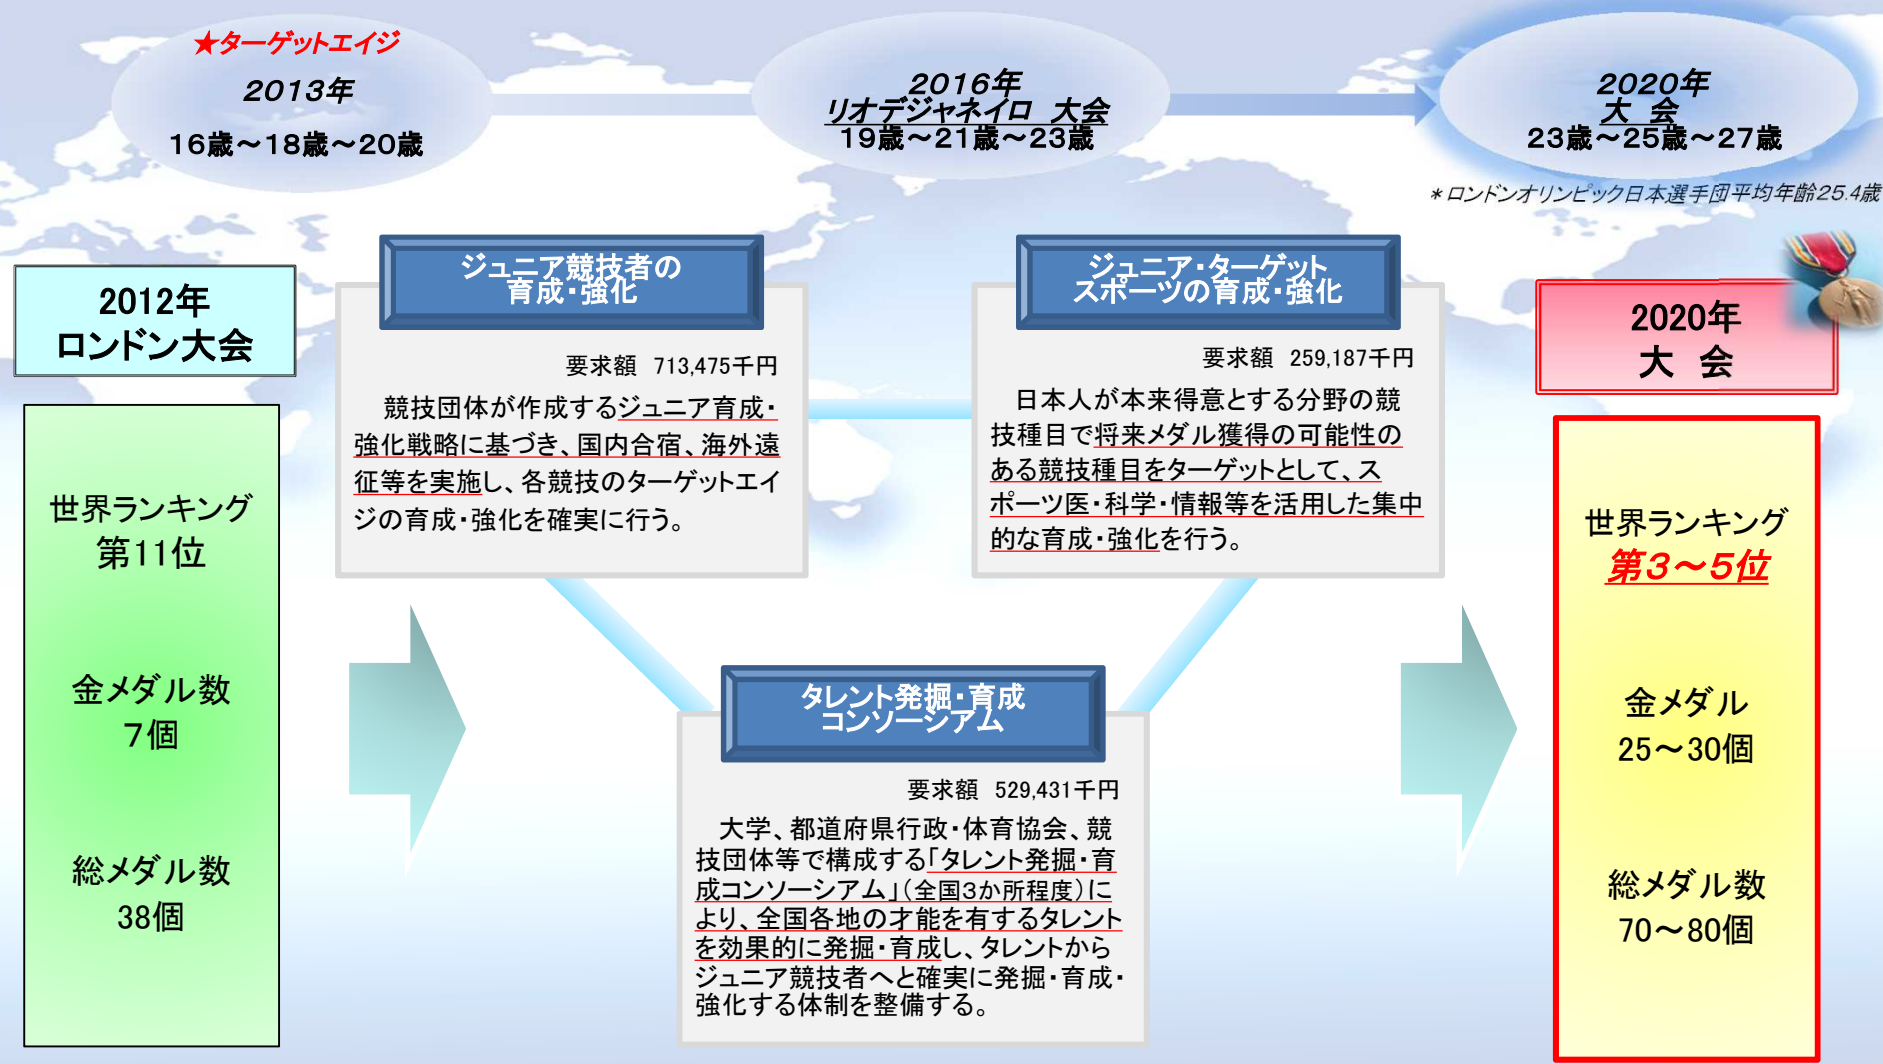 ★ターゲットエイジ
2013年
16歳～18歳～20歳
2016年
リオデジャネイロ 大会
19歳～21歳～23歳
2020年
大 会
23歳～25歳～27歳
＊ロンドンオリンピック日本選手団平均年齢25.4歳
2012年
ロンドン大会
世界ランキング
第11位
金メダル数
7個
総メダル数
38個
ジュニア競技者の
育成・強化
要求額 713,475千円
競技団体が作成するジュニア育成・
強化戦略に基づき、国内合宿、海外遠
征等を実施し、各競技のターゲットエイ
ジの育成・強化を確実に行う。
ジュニア・ターゲット
スポーツの育成・強化
要求額 259,187千円
日本人が本来得意とする分野の競
技種目で将来メダル獲得の可能性の
ある競技種目をターゲットとして、ス
ポーツ医・科学・情報等を活用した集中
的な育成・強化を行う。
タレント発掘・育成
コンソーシアム
要求額 529,431千円
大学、都道府県行政・体育協会、競
技団体等で構成する「タレント発掘・育
成コンソーシアム」（全国3か所程度）に
より、全国各地の才能を有するタレント
を効果的に発掘・育成し、タレントから
ジュニア競技者へと確実に発掘・育成・
強化する体制を整備する。
2020年
大 会
世界ランキング
第3～5位
金メダル
25～30個
総メダル数
70～80個